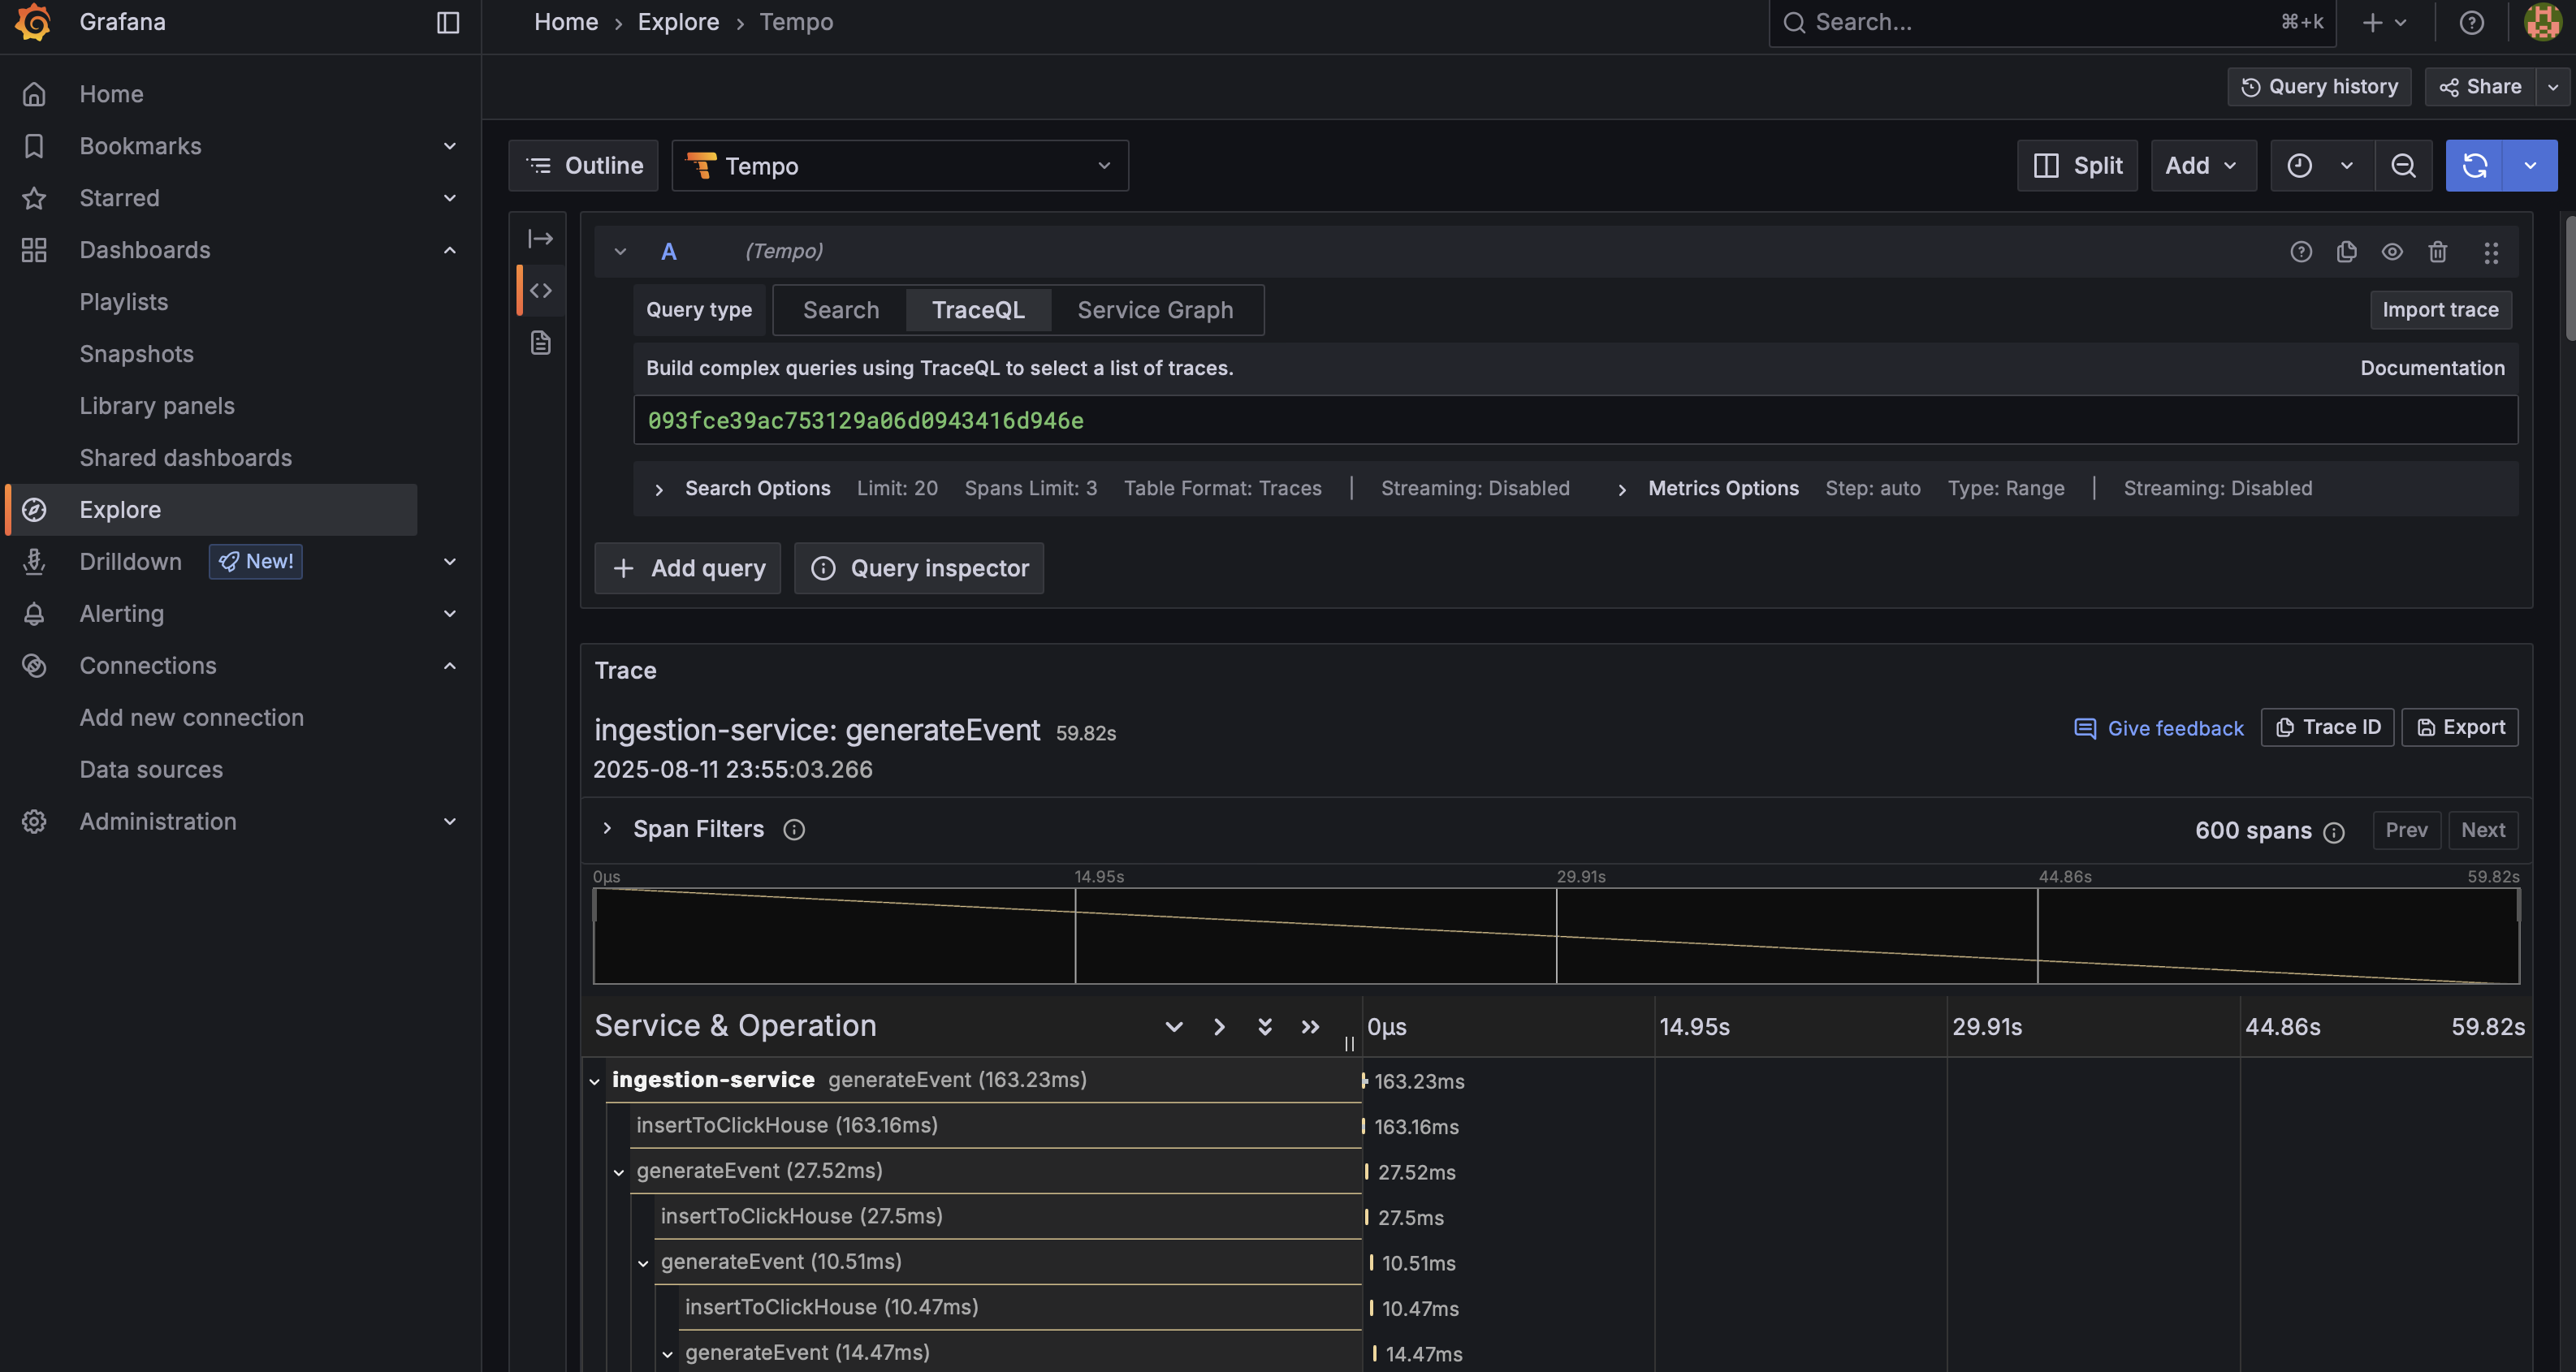 Grafana
Home › Explore › Tempo
Search...
⌘+k
Home
Bookmarks
Starred
Dashboards
Playlists
Snapshots
Library panels
Shared dashboards
Explore
Drilldown
New!
Alerting
Connections
Add new connection
Data sources
Administration
Query history
Share
Outline
Tempo
Split
Add
A
(Tempo)
Query type
Search
TraceQL
Service Graph
Import trace
Build complex queries using TraceQL to select a list of traces.
Documentation
093fce39ac753129a06d0943416d946e
Search Options Limit: 20 Spans Limit: 3 Table Format: Traces | Streaming: Disabled
Metrics Options Step: auto Type: Range | Streaming: Disabled
+ Add query
Query inspector
Trace
ingestion-service: generateEvent 59.82s
2025-08-11 23:55:03.266
Give feedback
Trace ID
Export
Span Filters
600 spans
Prev
Next
0μs 14.95s 29.91s 44.86s 59.82s
Service & Operation
0μs 14.95s 29.91s 44.86s 59.82s
ingestion-service generateEvent (163.23ms) 163.23ms
insertToClickHouse (163.16ms) 163.16ms
generateEvent (27.52ms) 27.52ms
insertToClickHouse (27.5ms) 27.5ms
generateEvent (10.51ms) 10.51ms
insertToClickHouse (10.47ms) 10.47ms
generateEvent (14.47ms) 14.47ms